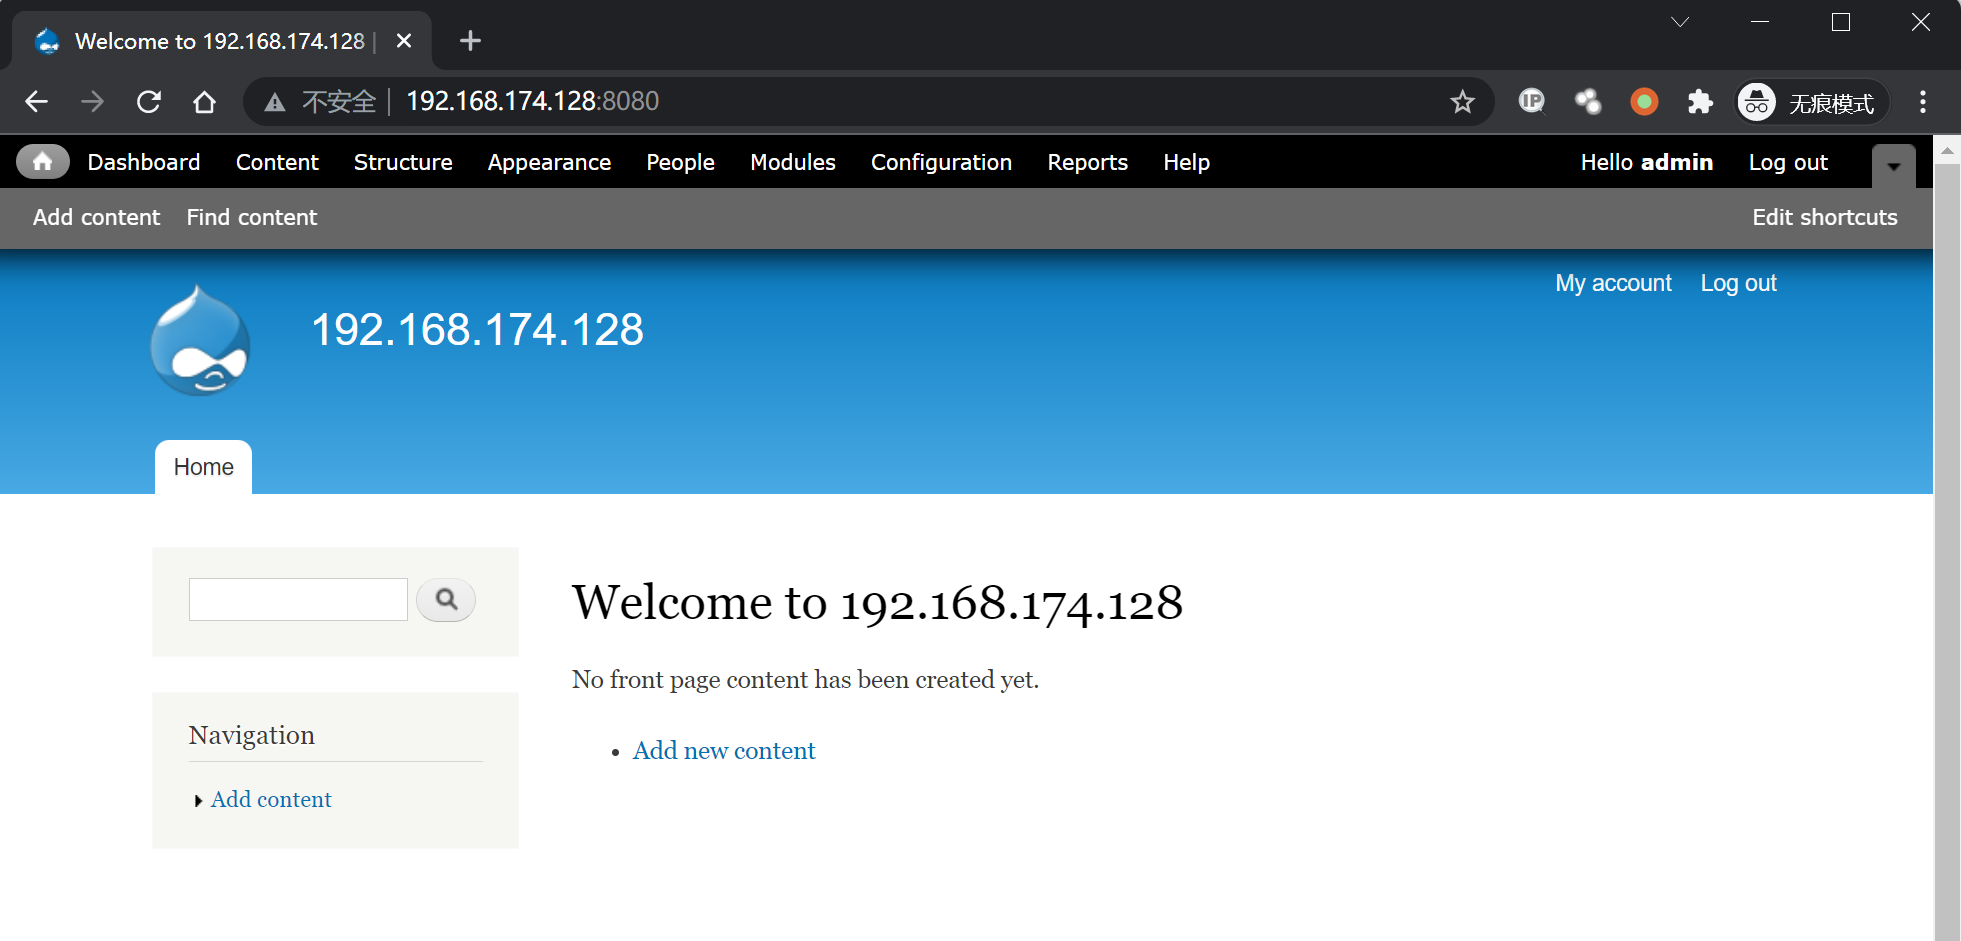 Welcome to 192.168.174.128 |
不安全 | 192.168.174.128:8080
IP
无痕模式
Dashboard Content Structure Appearance People Modules Configuration Reports Help Hello admin Log out
Add content Find content Edit shortcuts
My account Log out
192.168.174.128
Home
Welcome to 192.168.174.128
No front page content has been created yet.
Add new content
Navigation
Add content